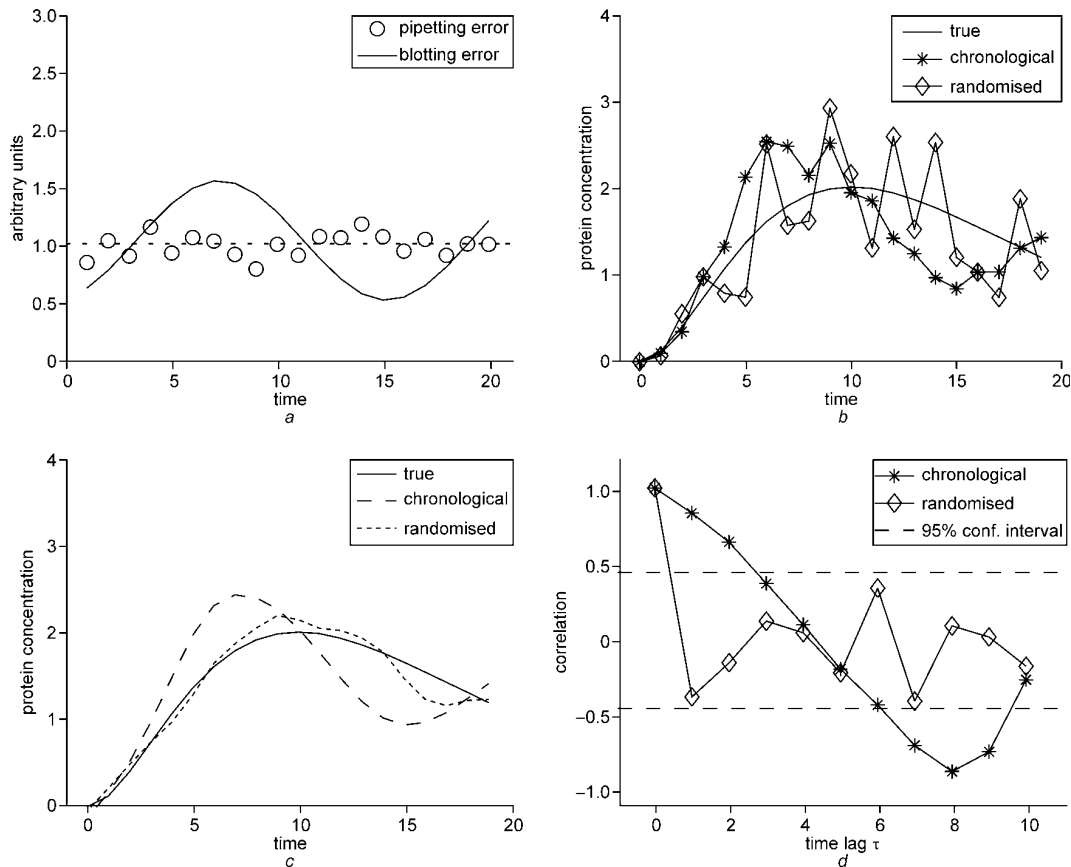 3.0
2.5
2.0
1.5
1.0
0.5
0
arbitrary units
pipetting error
blotting error
0 5 10 15 20
time
a
4
3
2
1
0
protein concentration
true
chronological
randomised
0 5 10 15 20
time
b
4
3
2
1
0
protein concentration
true
chronological
randomised
0 5 10 15 20
time
c
1.0
0.5
0
−0.5
−1.0
correlation
chronological
randomised
95% conf. interval
0 2 4 6 8 10
time lag τ
d